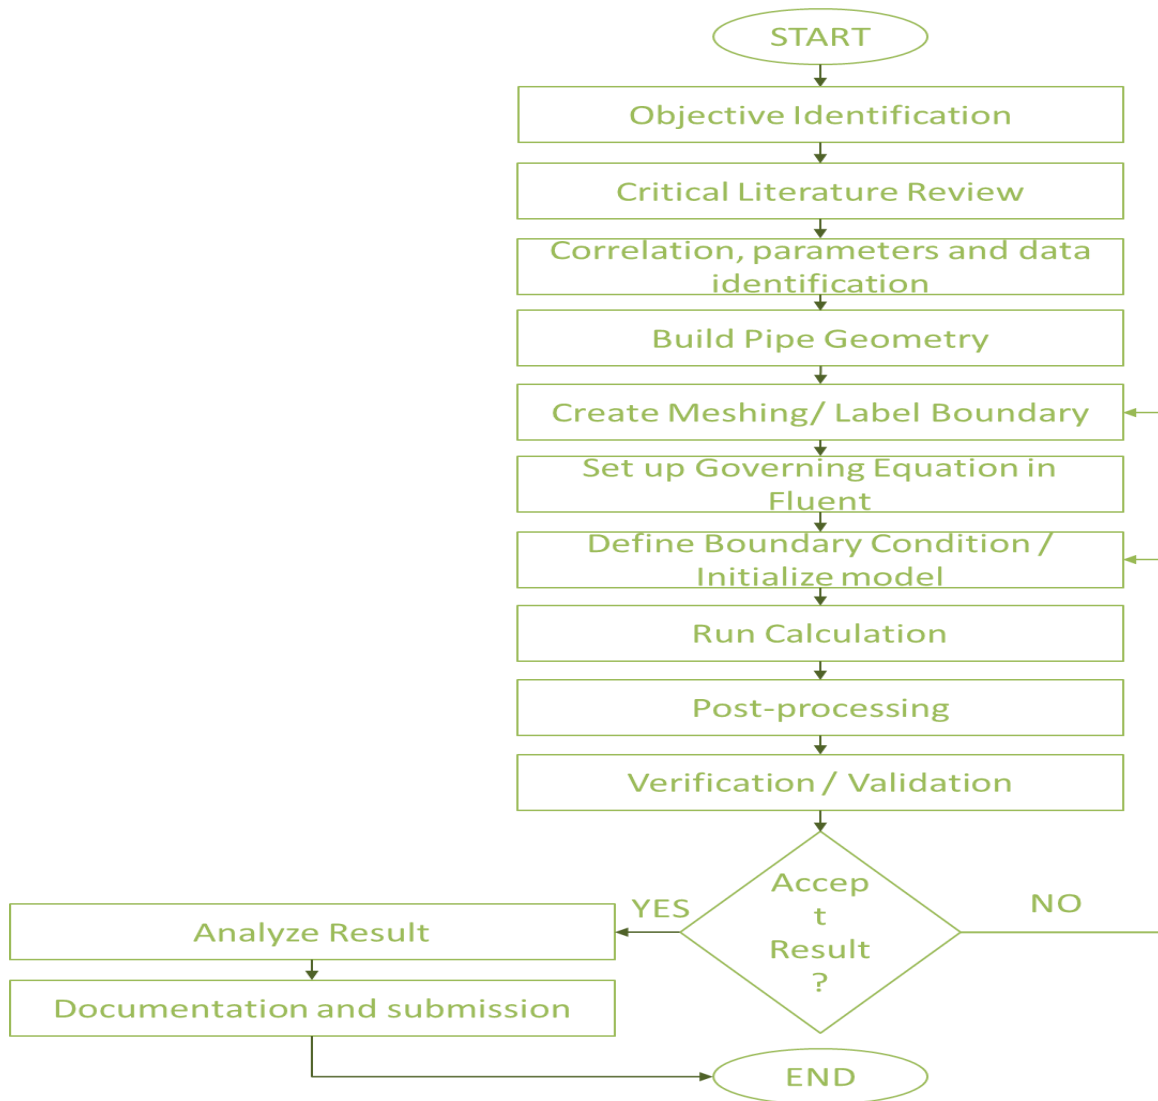 START
Objective Identification
Critical Literature Review
Correlation, parameters and data
identification
Build Pipe Geometry
Create Meshing/ Label Boundary
Set up Governing Equation in
Fluent
Define Boundary Condition /
Initialize model
Run Calculation
Post-processing
Verification / Validation
Accep
t
Result
?
YES
NO
Analyze Result
Documentation and submission
END